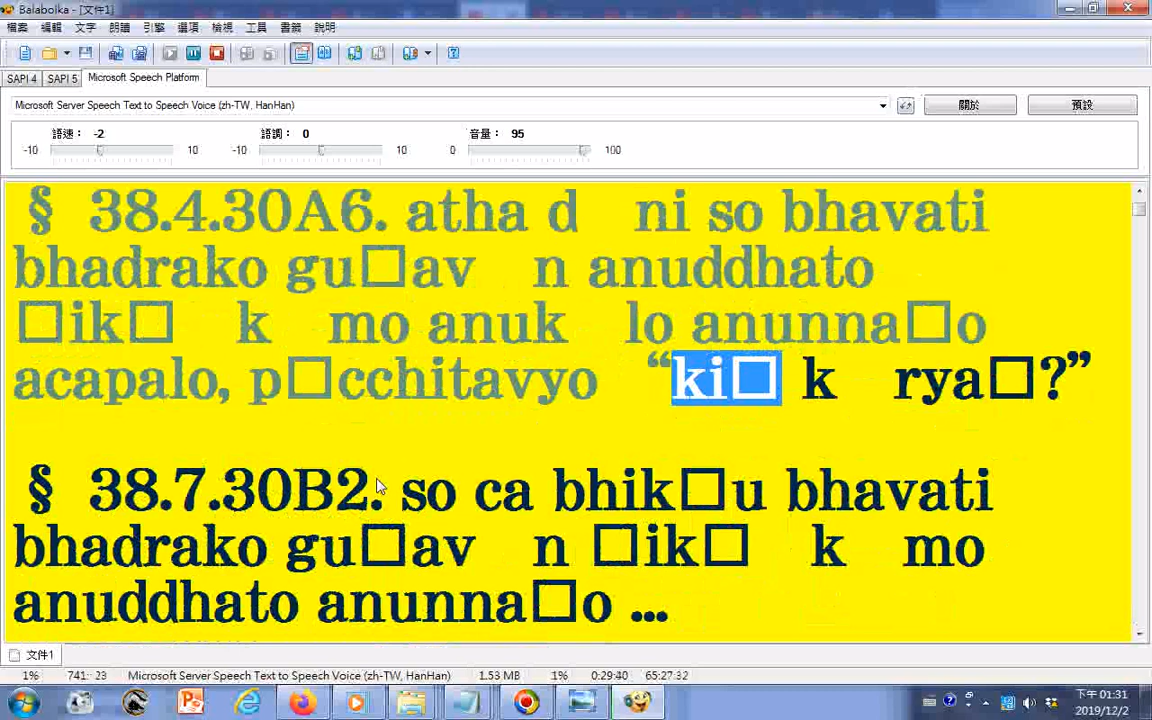 Balabolka - [文件1]
檔案 編輯 文字 朗讀 引擎 選項 檢視 工具 書籤 說明
SAPI 4 SAPI 5 Microsoft Speech Platform
Microsoft Server Speech Text to Speech Voice (zh-TW, HanHan) 關於 預設
語速： -2 語調： 0 音量： 95
-10 10 -10 10 0 100
§ 38.4.30A6. atha d ni so bhavati
bhadrako gu□av n anuddhato
□ik□ k mo anuk lo anunna□o
acapalo, p□cchitavyo “ki□ k rya□?”
§ 38.7.30B2. so ca bhik□u bhavati
bhadrako gu□av n □ik□ k mo
anuddhato anunna□o ...
文件1
1% 741: 23 Microsoft Server Speech Text to Speech Voice (zh-TW, HanHan) 1.53 MB 1% 0:29:40 65:27:32
下午 01:31
2019/12/2